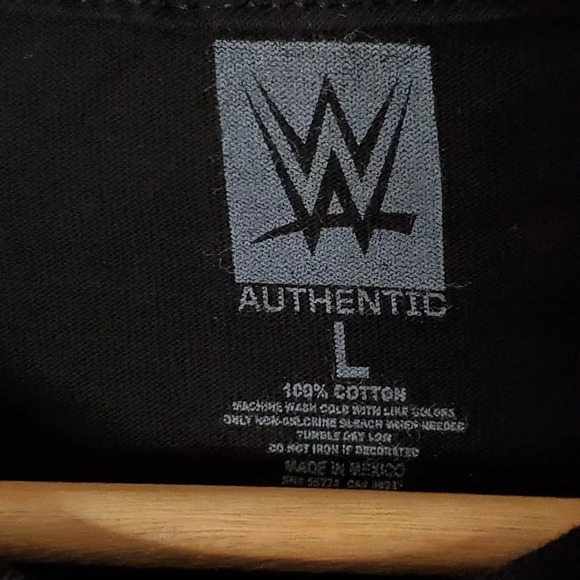 W
AUTHENTIC
L
100% COTTON
MACHINE WASH COLD WITH LIKE COLORS
ONLY NON-CHLORINE BLEACH WHEN NEEDED
TUMBLE DRY LOW
DO NOT IRON IF DECORATED
MADE IN MEXICO